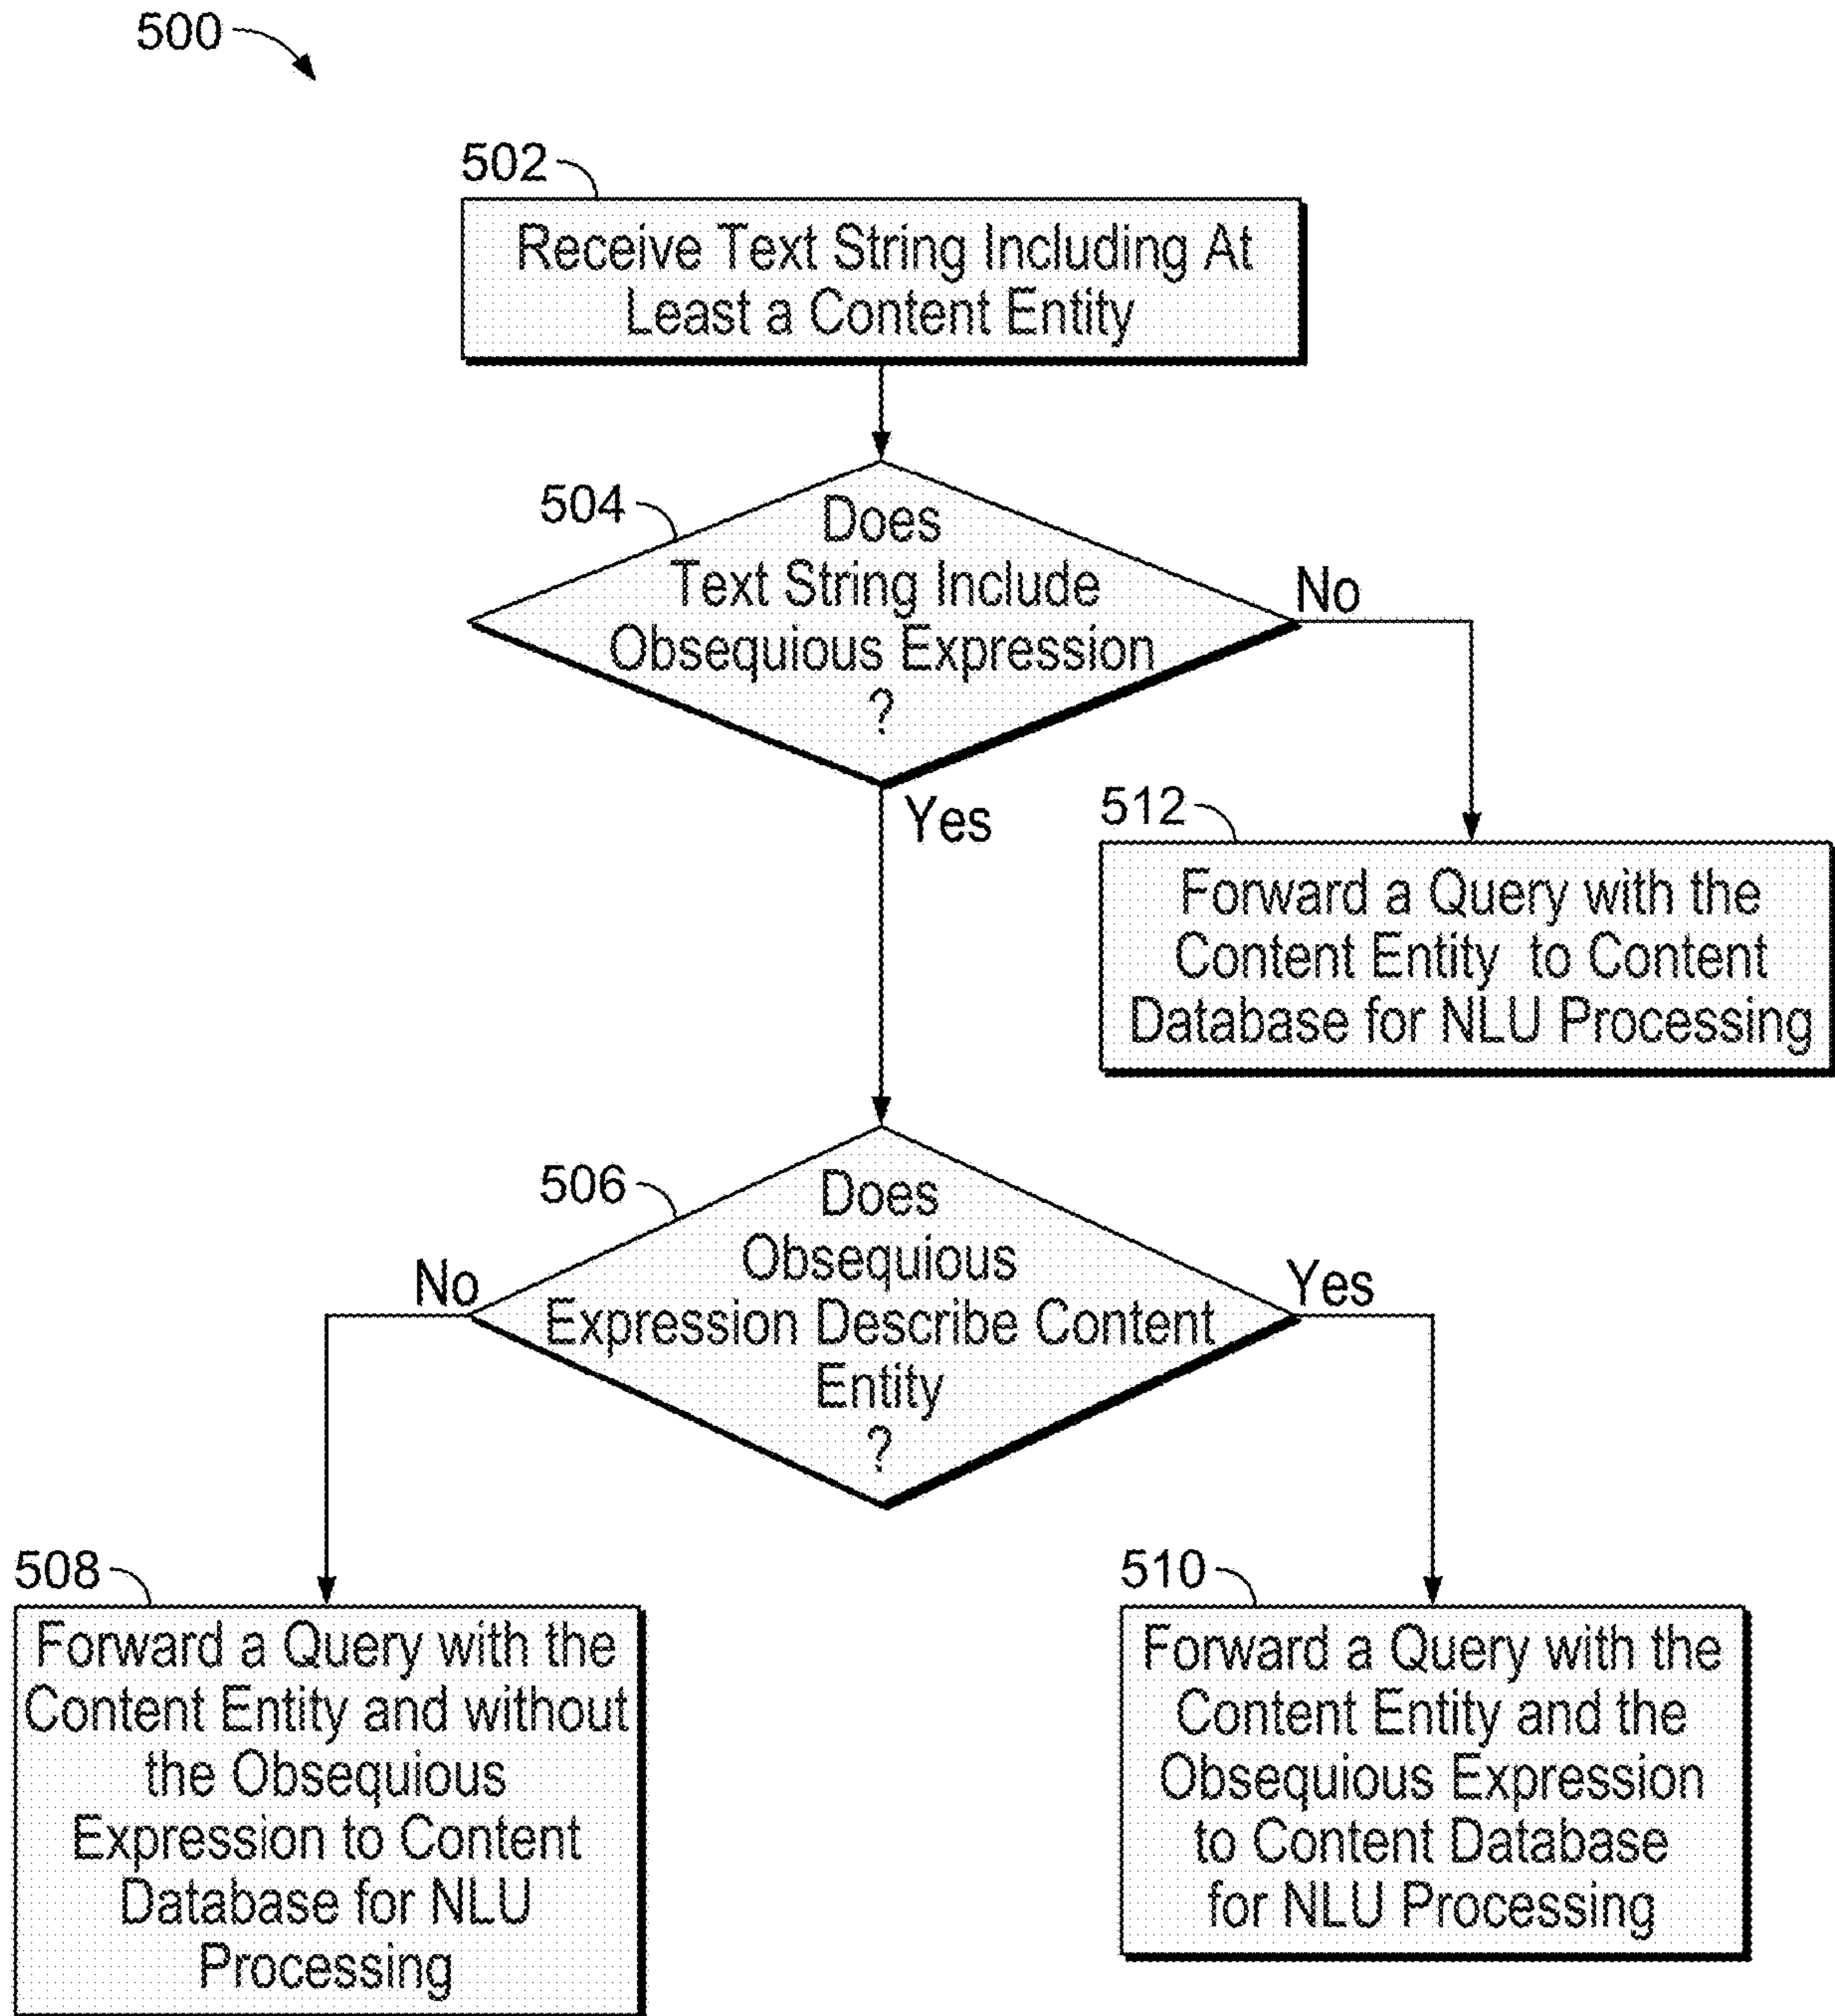 500
502
Receive Text String Including At
Least a Content Entity
504
Does
Text String Include
Obsequious Expression
?
No
Yes
512
Forward a Query with the
Content Entity to Content
Database for NLU Processing
506
Does
Obsequious
Expression Describe Content
Entity
?
No
Yes
508
Forward a Query with the
Content Entity and without
the Obsequious
Expression to Content
Database for NLU
Processing
510
Forward a Query with the
Content Entity and the
Obsequious Expression
to Content Database
for NLU Processing